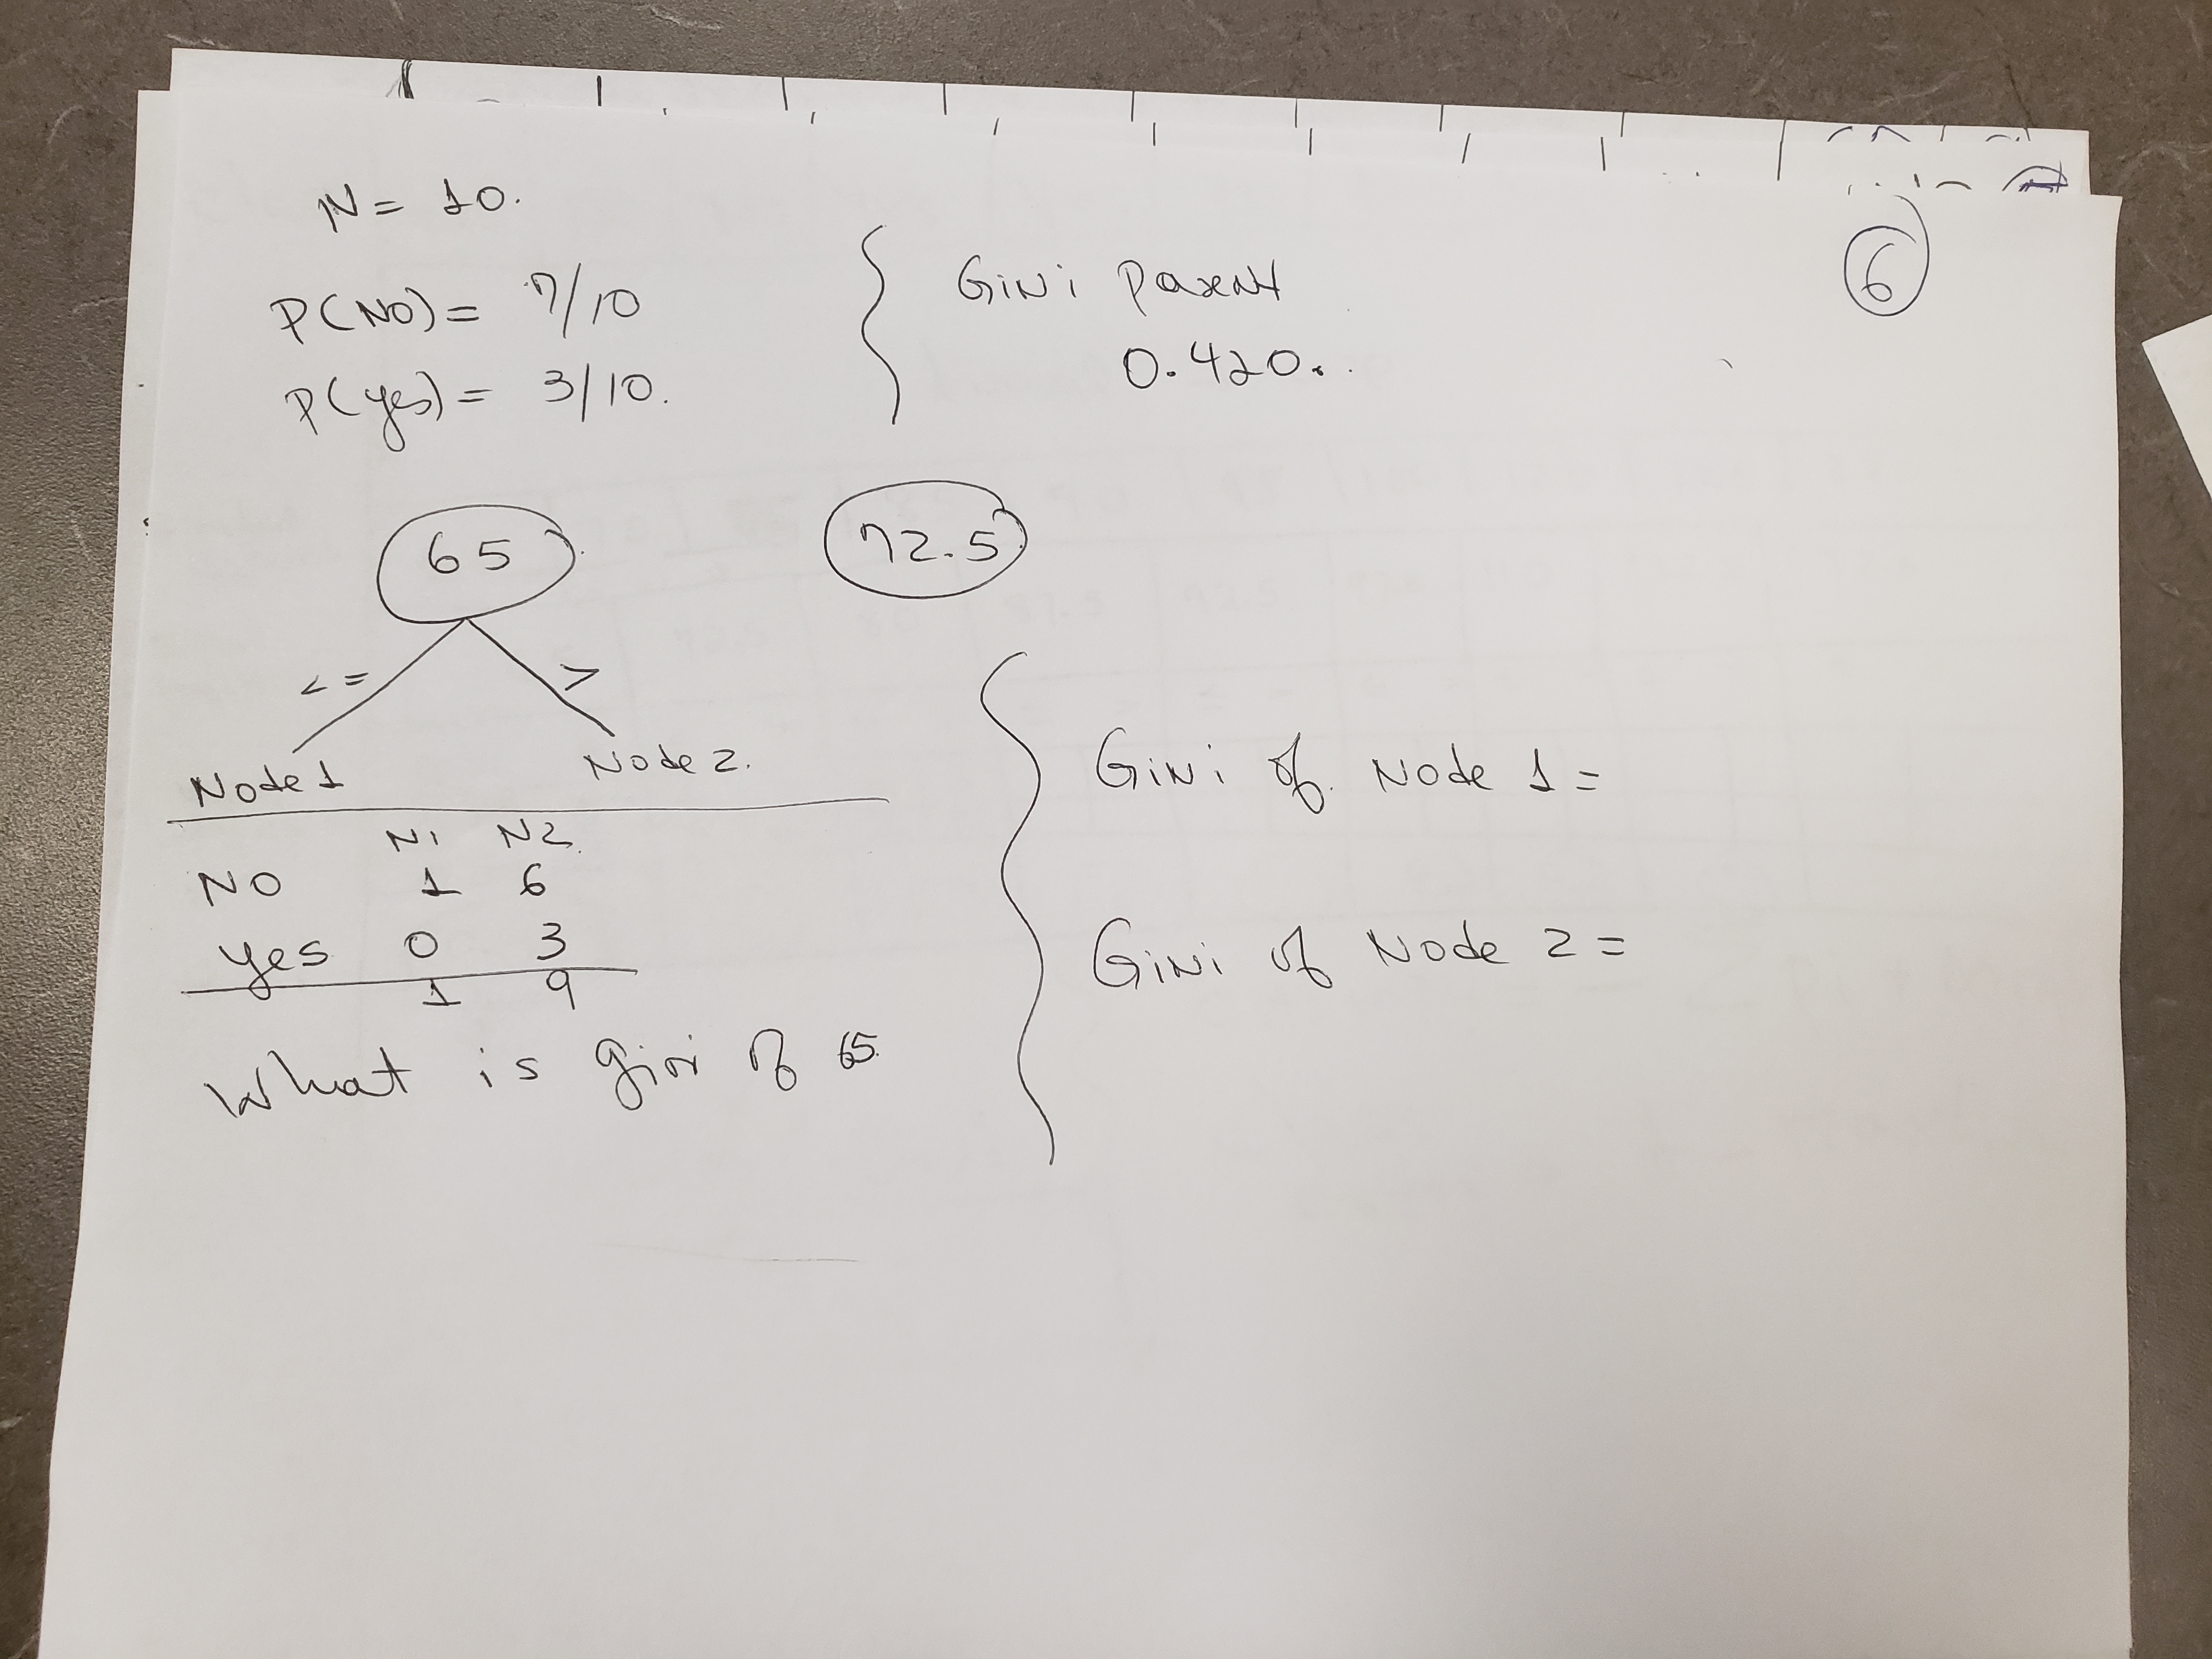 6
N = 10.
P(NO) = 7/10
P(yes) = 3/10.
Gini Parent
0.420.
65
72.5
<=
>
Node 1
Node 2.
N1 N2
NO 1 6
yes 0 3
1 9
What is gini of 65.
Gini of Node 1 =
Gini of Node 2 =